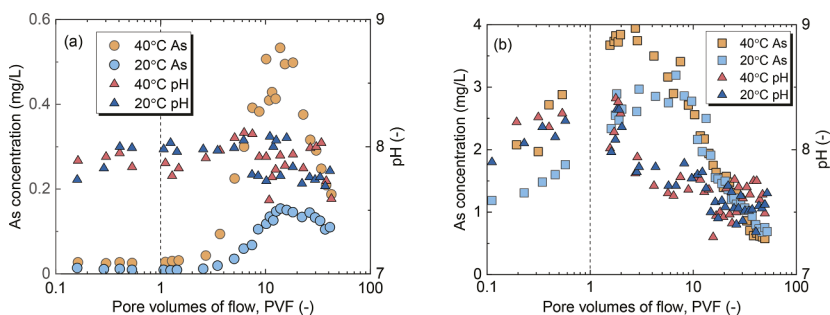 (a)
40°C As
20°C As
40°C pH
20°C pH
As concentration (mg/L)
0.6
0.4
0.2
0
pH (-)
9
8
7
0.1
1
10
100
Pore volumes of flow, PVF (-)
(b)
40°C As
20°C As
40°C pH
20°C pH
As concentration (mg/L)
4
3
2
1
0
pH (-)
9
8
7
0.1
1
10
100
Pore volumes of flow, PVF (-)